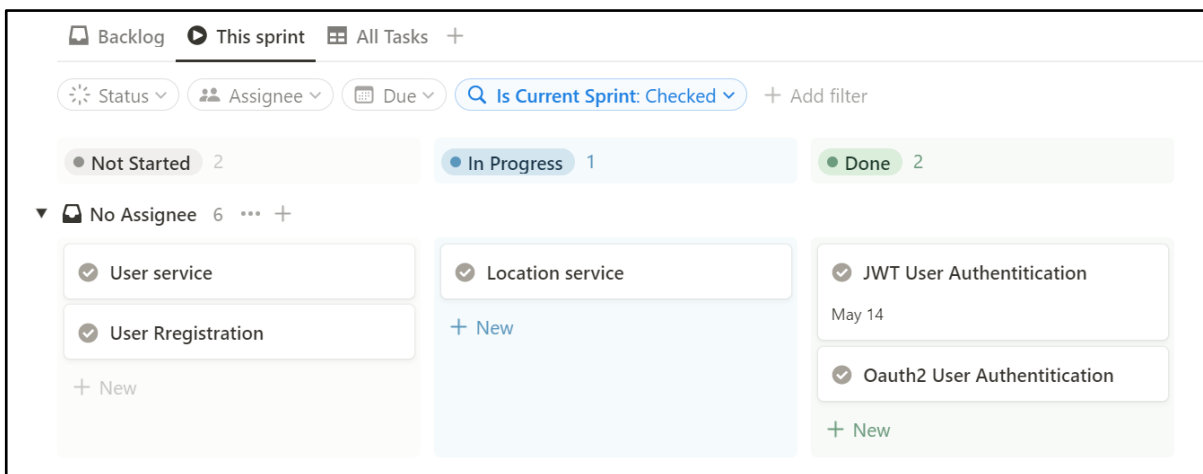 Backlog This sprint All Tasks
Status Assignee Due Is Current Sprint: Checked + Add filter
Not Started 2 In Progress 1 Done 2
No Assignee 6 ••• +
User service Location service JWT User Authentitication
+ New May 14
User Rregistration
+ New Oauth2 User Authentitication
+ New